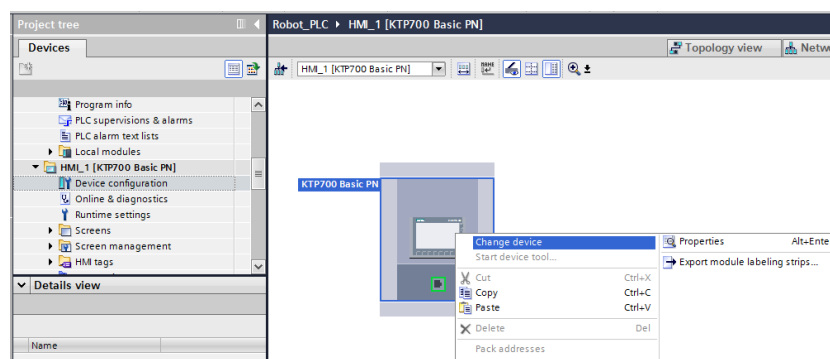 Project tree
Robot_PLC ▸ HMI_1 [KTP700 Basic PN]
Devices
Topology view
Netw
HMI_1 [KTP700 Basic PN]
Program info
PLC supervisions & alarms
PLC alarm text lists
Local modules
HMI_1 [KTP700 Basic PN]
Device configuration
Online & diagnostics
Runtime settings
Screens
Screen management
HMI tags
Details view
Name
KTP700 Basic PN
Change device
Start device tool...
Cut Ctrl+X
Copy Ctrl+C
Paste Ctrl+V
Delete Del
Pack addresses
Properties Alt+Ente
Export module labeling strips...